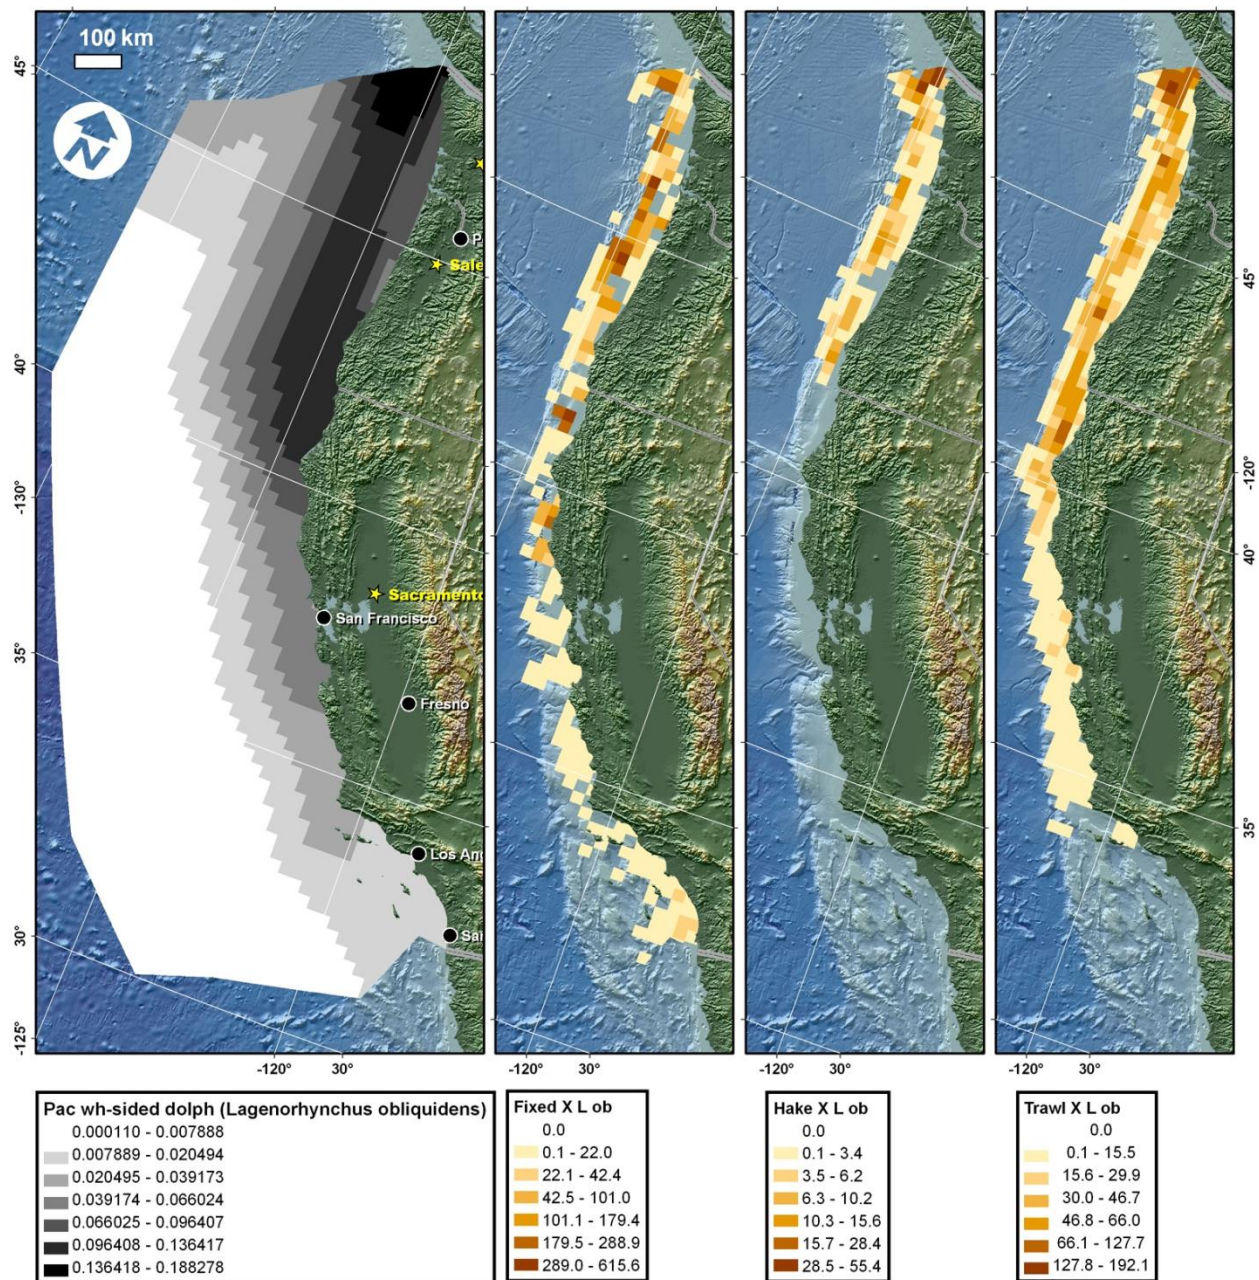 100 km
N
45°
40°
-130°
35°
30°
-125°
Sale
Sacramento
San Francisco
Fresno
Los An
Sa
45°
-120°
40°
35°
-120° 30° 30° -120° 30° -120° 30°
Pac wh-sided dolph (Lagenorhynchus obliquidens)
0.000110 - 0.007888
0.007889 - 0.020494
0.020495 - 0.039173
0.039174 - 0.066024
0.066025 - 0.096407
0.096408 - 0.136417
0.136418 - 0.188278
Fixed X L ob
0.0
0.1 - 22.0
22.1 - 42.4
42.5 - 101.0
101.1 - 179.4
179.5 - 288.9
289.0 - 615.6
Hake X L ob
0.0
0.1 - 3.4
3.5 - 6.2
6.3 - 10.2
10.3 - 15.6
15.7 - 28.4
28.5 - 55.4
Trawl X L ob
0.0
0.1 - 15.5
15.6 - 29.9
30.0 - 46.7
46.8 - 66.0
66.1 - 127.7
127.8 - 192.1